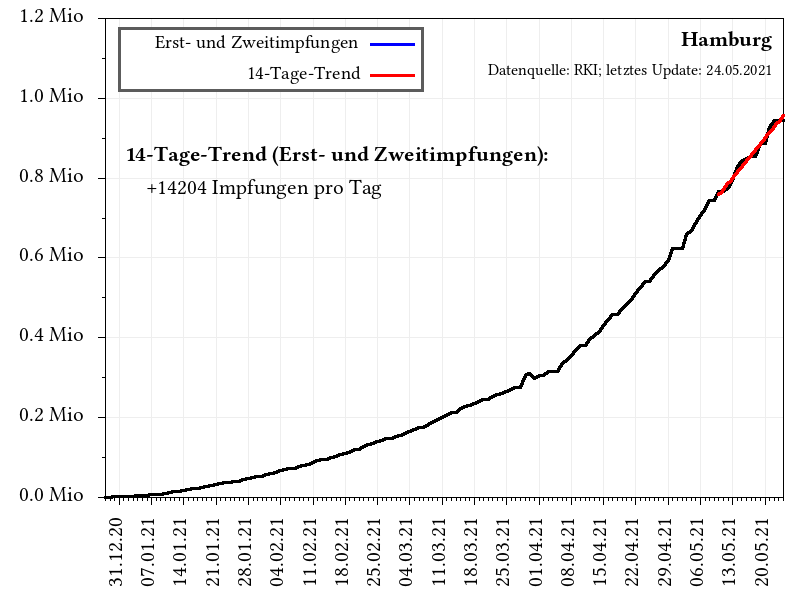 1.2 Mio
1.0 Mio
0.8 Mio
0.6 Mio
0.4 Mio
0.2 Mio
0.0 Mio
Erst- und Zweitimpfungen
14-Tage-Trend
Hamburg
Datenquelle: RKI; letztes Update: 24.05.2021
14-Tage-Trend (Erst- und Zweitimpfungen):
+14204 Impfungen pro Tag
31.12.20
07.01.21
14.01.21
21.01.21
28.01.21
04.02.21
11.02.21
18.02.21
25.02.21
04.03.21
11.03.21
18.03.21
25.03.21
01.04.21
08.04.21
15.04.21
22.04.21
29.04.21
06.05.21
13.05.21
20.05.21